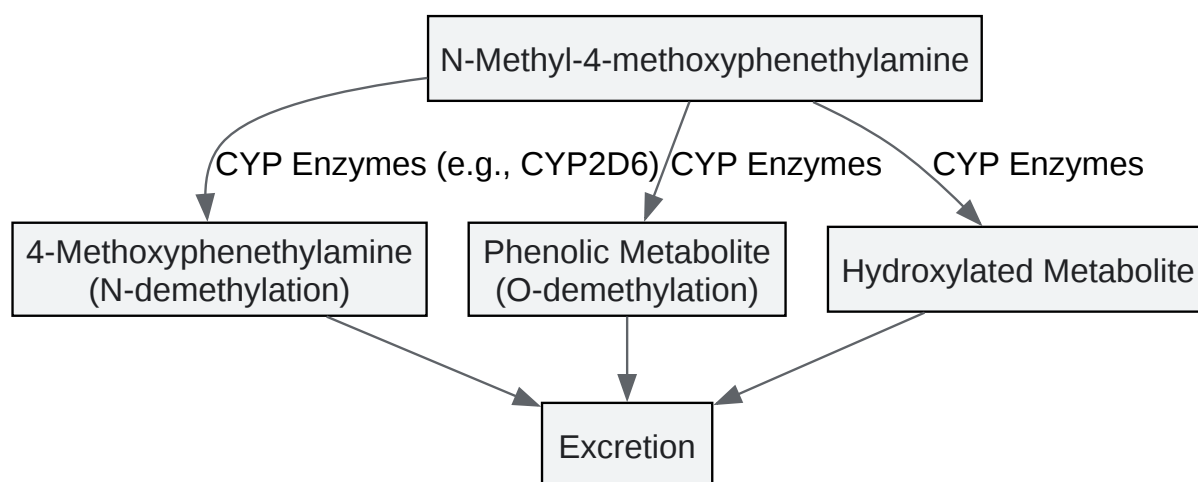 N-Methyl-4-methoxyphenethylamine
CYP Enzymes (e.g., CYP2D6)
CYP Enzymes
CYP Enzymes
4-Methoxyphenethylamine
(N-demethylation)
Phenolic Metabolite
(O-demethylation)
Hydroxylated Metabolite
Excretion